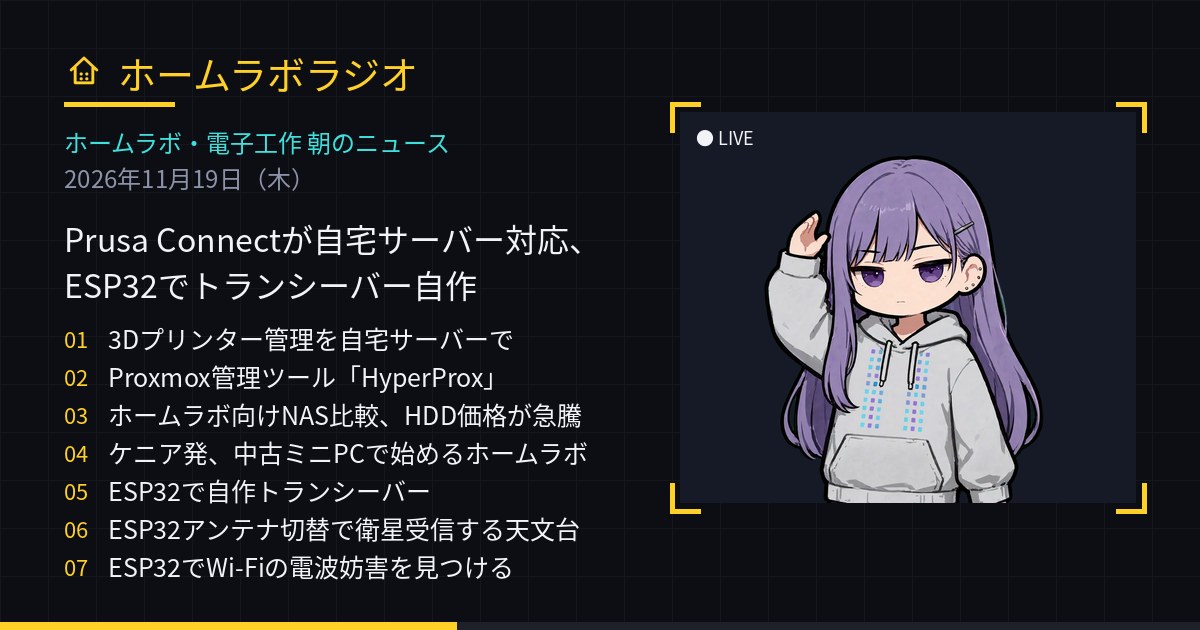 ホームラボラジオ
ホームラボ・電子工作 朝のニュース
2026年11月19日（木）
Prusa Connectが自宅サーバー対応、
ESP32でトランシーバー自作
01 3Dプリンター管理を自宅サーバーで
02 Proxmox管理ツール「HyperProx」
03 ホームラボ向けNAS比較、HDD価格が急騰
04 ケニア発、中古ミニPCで始めるホームラボ
05 ESP32で自作トランシーバー
06 ESP32アンテナ切替で衛星受信する天文台
07 ESP32でWi-Fiの電波妨害を見つける
LIVE